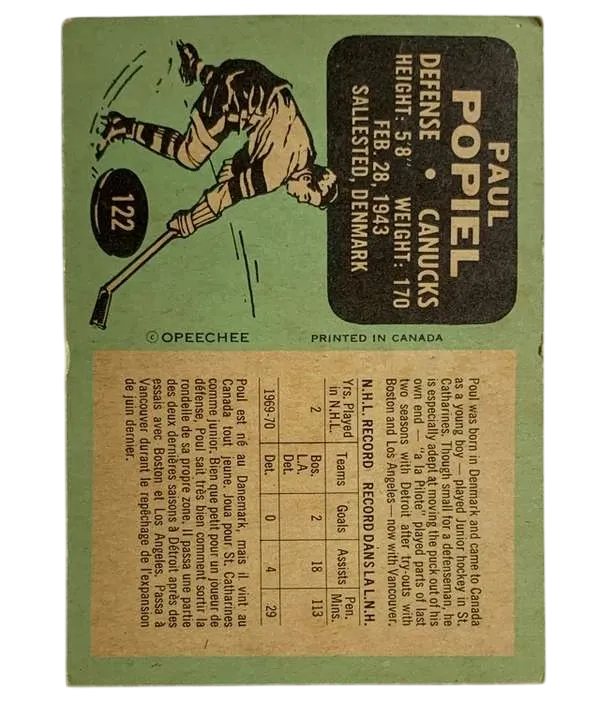 PAUL
POPIEL
DEFENSE • CANUCKS
HEIGHT: 5'8" WEIGHT: 170
FEB. 28, 1943
SALLESTED, DENMARK
122
© OPEECHEE
PRINTED IN CANADA
Poul was born in Denmark and came to Canada
as a young boy — played Junior hockey in St.
Catharines. Though small for a defenseman, he
is especially adept at moving the puck out of his
own end — "a la Pilote" played parts of last
two seasons with Detroit after try-outs with
Boston and Los Angeles — now with Vancouver.
N.H.L. RECORD RECORD DANS LA L.N.H.
Yrs. Played in N.H.L. Teams Goals Assists Pen. Mins.
2 Bos. 2 18 113
L.A.
Det.
1969-70 Det. 0 4 29
Poul est né au Danemark, mais il vint au
Canada tout jeune. Joua pour St. Catharines
comme junior. Bien que petit pour un joueur de
défense, Poul sait très bien comment sortir la
rondelle de sa propre zone. Il passa une partie
des deux dernières saisons à Détroit après des
essais avec Boston et Los Angeles. Passa à
Vancouver durant le repêchage de l'expansion
de juin dernier.